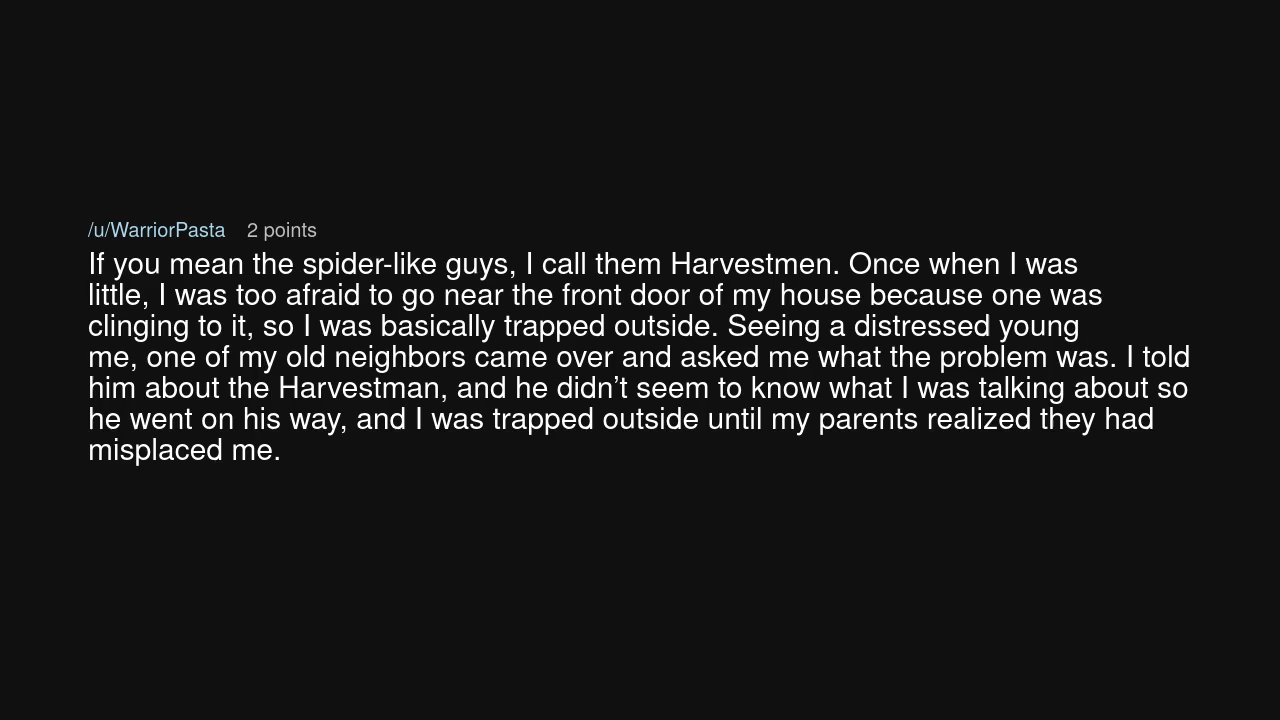 /u/WarriorPasta 2 points
If you mean the spider-like guys, I call them Harvestmen. Once when I was
little, I was too afraid to go near the front door of my house because one was
clinging to it, so I was basically trapped outside. Seeing a distressed young
me, one of my old neighbors came over and asked me what the problem was. I told
him about the Harvestman, and he didn’t seem to know what I was talking about so
he went on his way, and I was trapped outside until my parents realized they had
misplaced me.